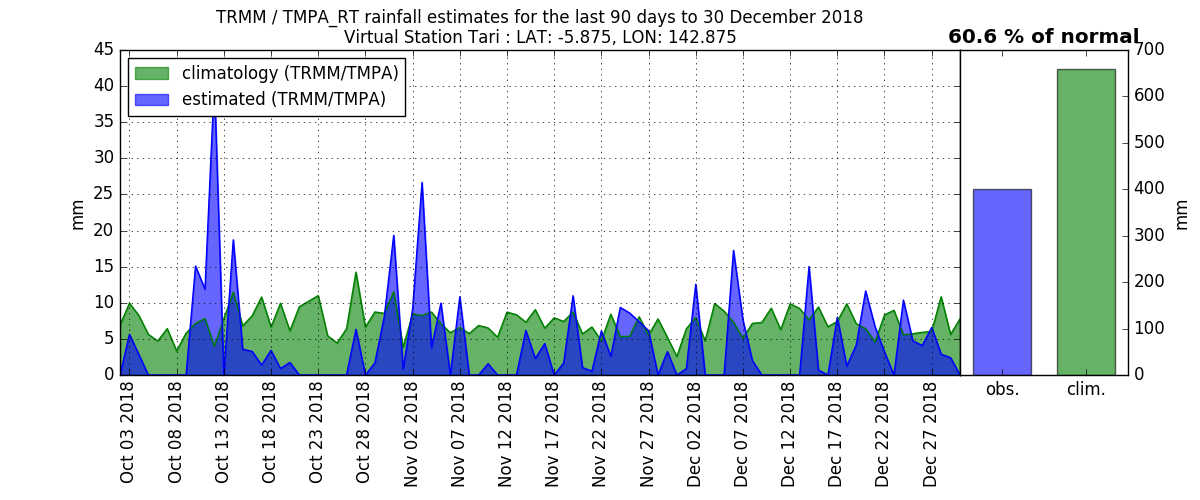 TRMM / TMPA_RT rainfall estimates for the last 90 days to 30 December 2018
Virtual Station Tari : LAT: -5.875, LON: 142.875
60.6 % of normal
climatology (TRMM/TMPA)
estimated (TRMM/TMPA)
mm
45
40
35
30
25
20
15
10
5
0
Oct 03 2018
Oct 08 2018
Oct 13 2018
Oct 18 2018
Oct 23 2018
Oct 28 2018
Nov 02 2018
Nov 07 2018
Nov 12 2018
Nov 17 2018
Nov 22 2018
Nov 27 2018
Dec 02 2018
Dec 07 2018
Dec 12 2018
Dec 17 2018
Dec 22 2018
Dec 27 2018
700
600
500
400
300
200
100
0
mm
obs.
clim.